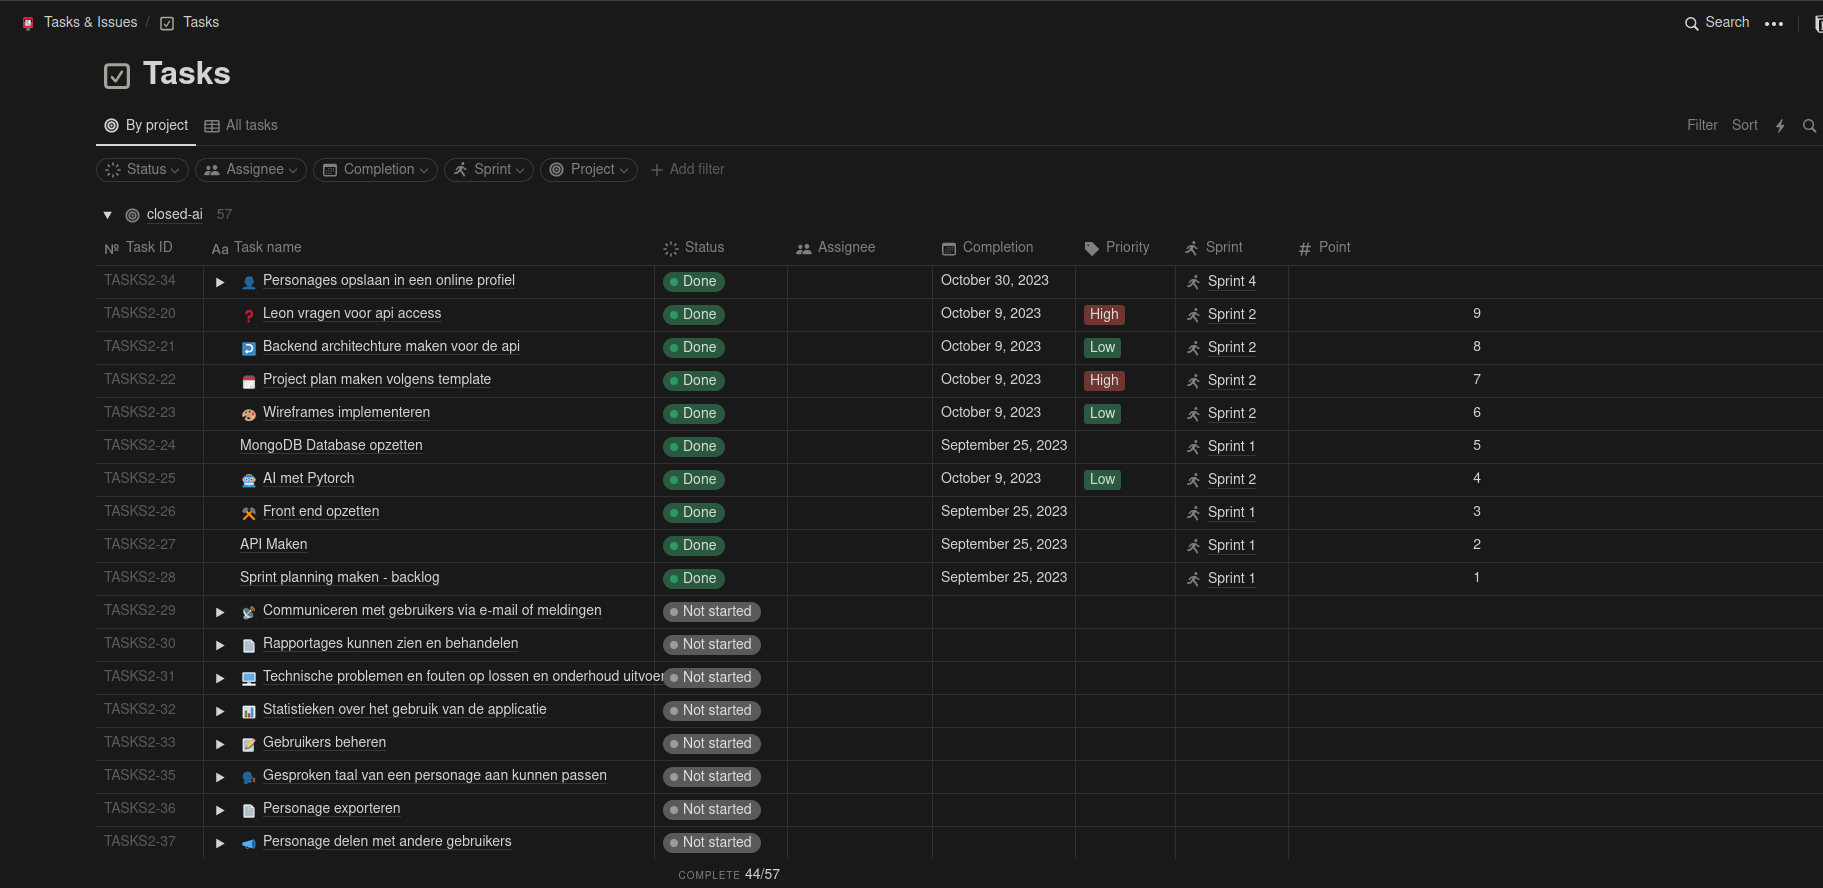 Tasks & Issues / Tasks Search
Tasks
By project All tasks Filter Sort
Status Assignee Completion Sprint Project + Add filter
closed-ai 57
№ Task ID Aa Task name Status Assignee Completion Priority Sprint # Point
TASKS2-34 Personages opslaan in een online profiel Done October 30, 2023 Sprint 4
TASKS2-20 Leon vragen voor api access Done October 9, 2023 High Sprint 2 9
TASKS2-21 Backend architechture maken voor de api Done October 9, 2023 Low Sprint 2 8
TASKS2-22 Project plan maken volgens template Done October 9, 2023 High Sprint 2 7
TASKS2-23 Wireframes implementeren Done October 9, 2023 Low Sprint 2 6
TASKS2-24 MongoDB Database opzetten Done September 25, 2023 Sprint 1 5
TASKS2-25 AI met Pytorch Done October 9, 2023 Low Sprint 2 4
TASKS2-26 Front end opzetten Done September 25, 2023 Sprint 1 3
TASKS2-27 API Maken Done September 25, 2023 Sprint 1 2
TASKS2-28 Sprint planning maken - backlog Done September 25, 2023 Sprint 1 1
TASKS2-29 Communiceren met gebruikers via e-mail of meldingen Not started
TASKS2-30 Rapportages kunnen zien en behandelen Not started
TASKS2-31 Technische problemen en fouten op lossen en onderhoud uitvoer Not started
TASKS2-32 Statistieken over het gebruik van de applicatie Not started
TASKS2-33 Gebruikers beheren Not started
TASKS2-35 Gesproken taal van een personage aan kunnen passen Not started
TASKS2-36 Personage exporteren Not started
TASKS2-37 Personage delen met andere gebruikers Not started
COMPLETE 44/57